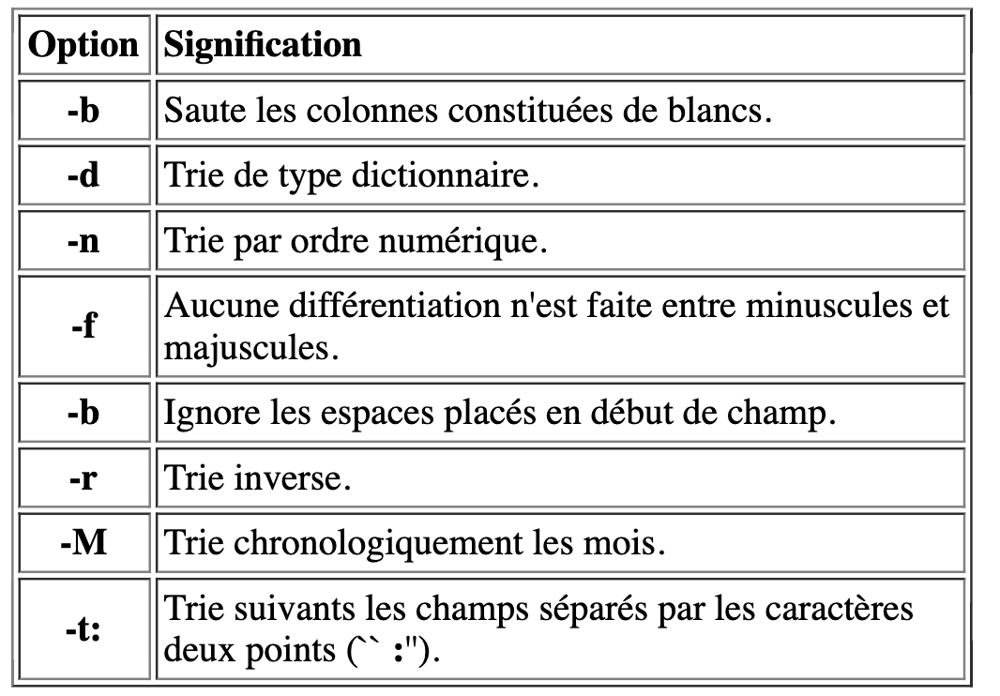 Option Signification
-b Saute les colonnes constituées de blancs.
-d Trie de type dictionnaire.
-n Trie par ordre numérique.
-f Aucune différentiation n'est faite entre minuscules et
majuscules.
-b Ignore les espaces placés en début de champ.
-r Trie inverse.
-M Trie chronologiquement les mois.
-t: Trie suivants les champs séparés par les caractères
deux points (`` :").